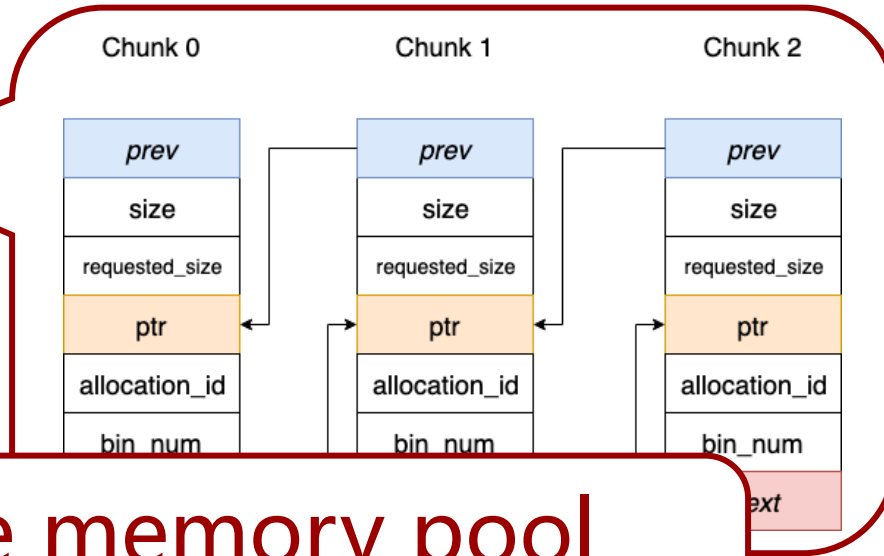 Chunk 0 Chunk 1 Chunk 2
prev prev prev
size size size
requested_size requested_size requested_size
ptr ptr ptr
allocation_id allocation_id allocation_id
bin_num bin_num bin_num
memory pool